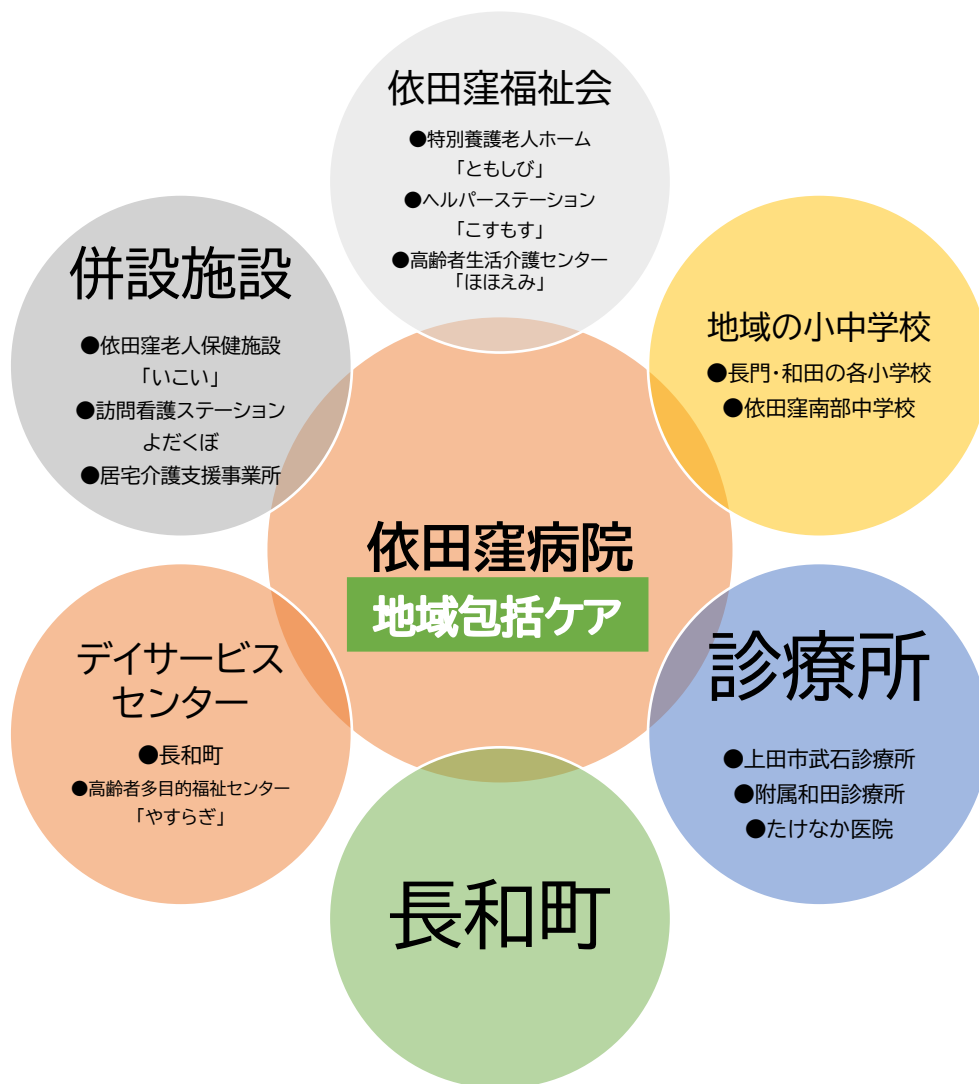 依田窪福祉会
●特別養護老人ホーム
「ともしび」
●ヘルパーステーション
「こすもす」
●高齢者生活介護センター
「ほほえみ」
併設施設
●依田窪老人保健施設
「いこい」
●訪問看護ステーション
よだくぼ
●居宅介護支援事業所
地域の小中学校
●長門・和田の各小学校
●依田窪南部中学校
依田窪病院
地域包括ケア
デイサービス
センター
●長和町
●高齢者多目的福祉センター
「やすらぎ」
診療所
●上田市武石診療所
●附属和田診療所
●たけなか医院
長和町